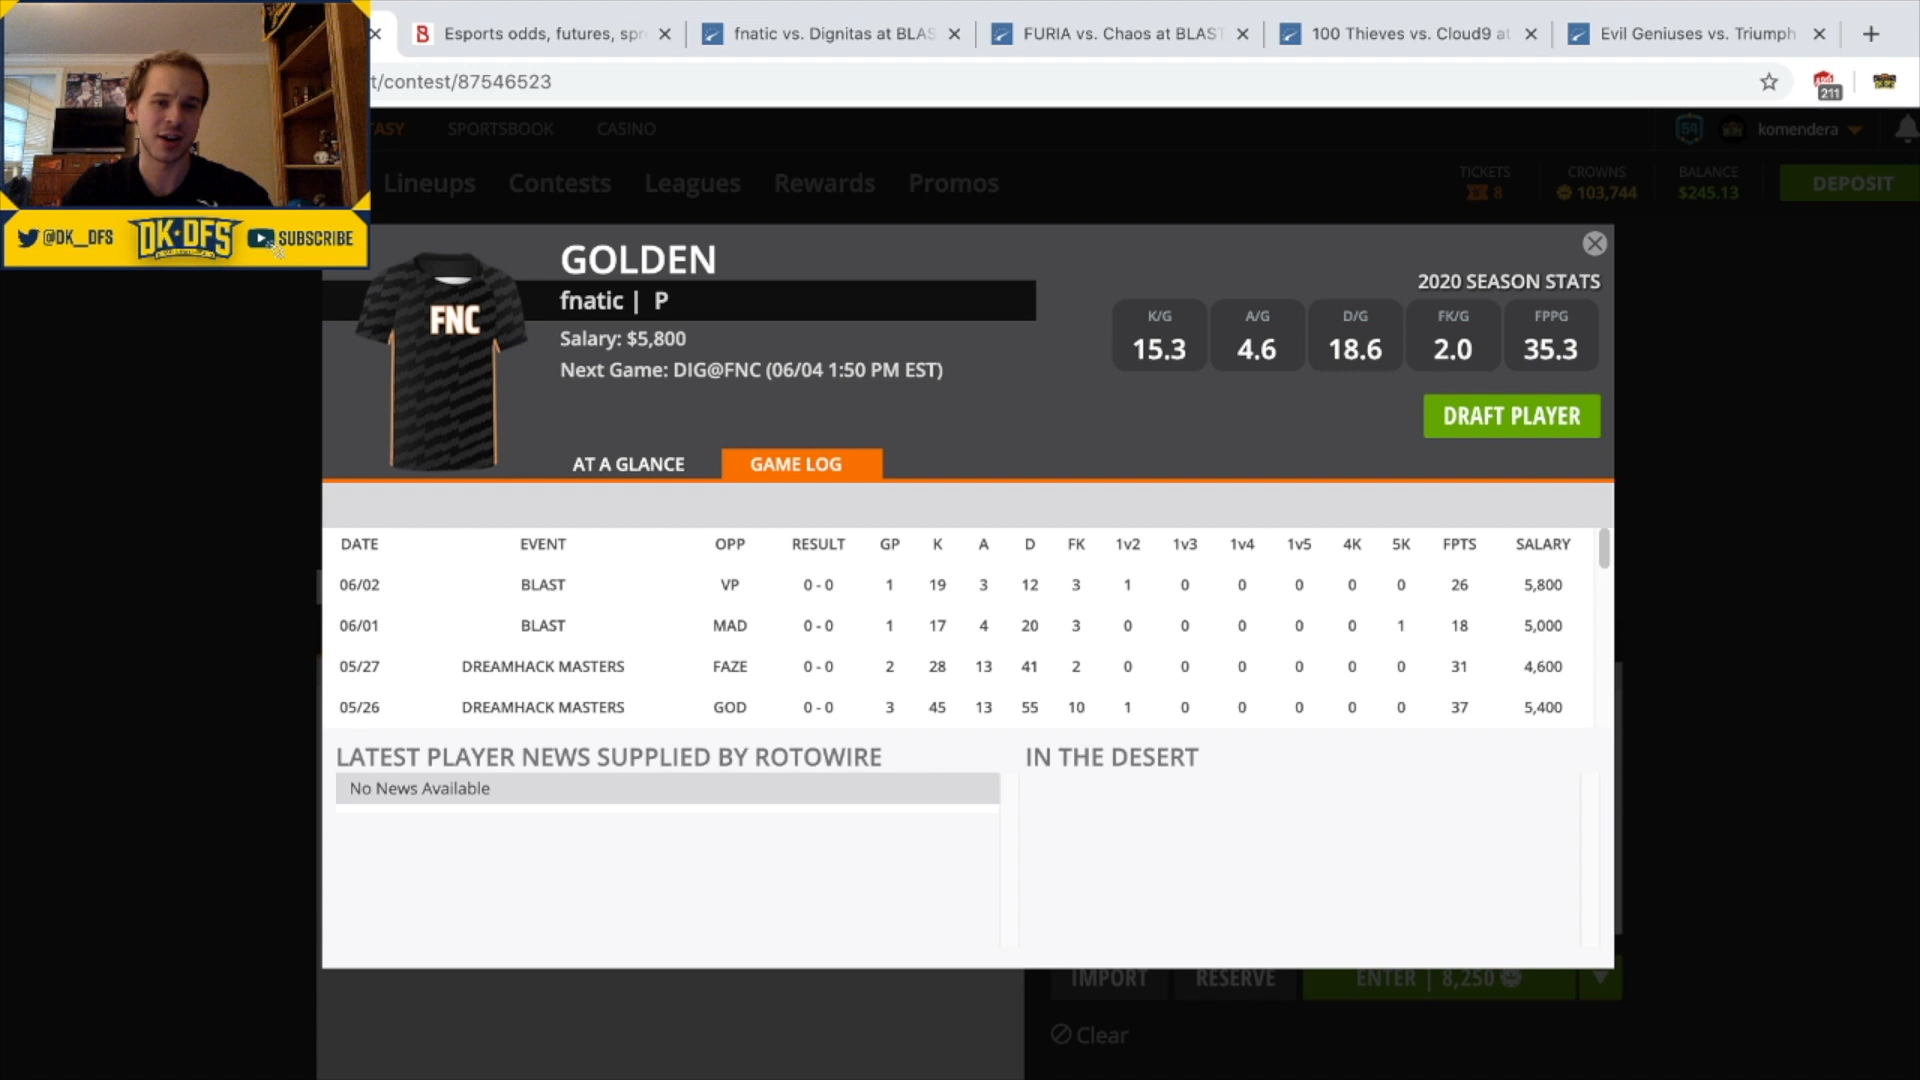 Esports odds, futures, spr
fnatic vs. Dignitas at BLAS
FURIA vs. Chaos at BLAST
100 Thieves vs. Cloud9 at
Evil Geniuses vs. Triumph
t/contest/87546523
211
TASY SPORTSBOOK CASINO
54 komendera
Lineups Contests Leagues Rewards Promos
TICKETS CROWNS BALANCE
8 103,744 $245.13
DEPOSIT
@DK__DFS DK★DFS SUBSCRIBE
FNC
GOLDEN
fnatic | P
Salary: $5,800
Next Game: DIG@FNC (06/04 1:50 PM EST)
2020 SEASON STATS
K/G A/G D/G FK/G FPPG
15.3 4.6 18.6 2.0 35.3
DRAFT PLAYER
AT A GLANCE GAME LOG
DATE EVENT OPP RESULT GP K A D FK 1v2 1v3 1v4 1v5 4K 5K FPTS SALARY
06/02 BLAST VP 0 - 0 1 19 3 12 3 1 0 0 0 0 0 26 5,800
06/01 BLAST MAD 0 - 0 1 17 4 20 3 0 0 0 0 0 1 18 5,000
05/27 DREAMHACK MASTERS FAZE 0 - 0 2 28 13 41 2 0 0 0 0 0 0 31 4,600
05/26 DREAMHACK MASTERS GOD 0 - 0 3 45 13 55 10 1 0 0 0 0 0 37 5,400
LATEST PLAYER NEWS SUPPLIED BY ROTOWIRE
No News Available
IN THE DESERT
IMPORT RESERVE ENTER | 8,250
Clear